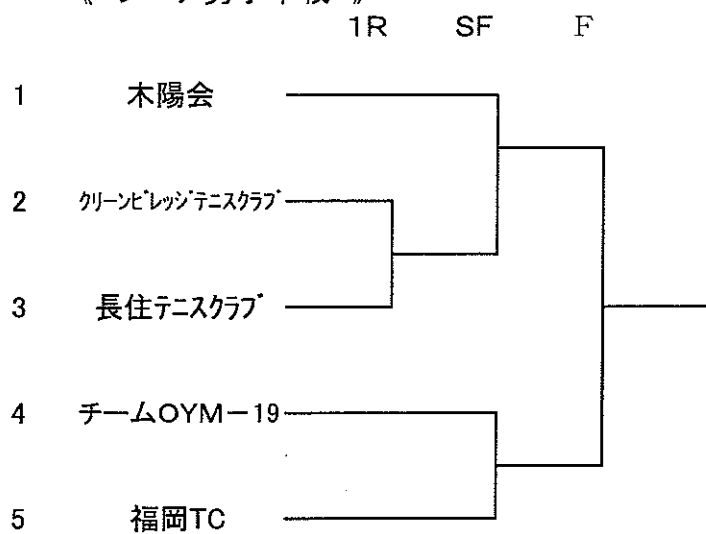 1R SF F
1 木陽会
2 クリーンビレッジテニスクラブ
3 長住テニスクラブ
4 チームOYM－19
5 福岡TC